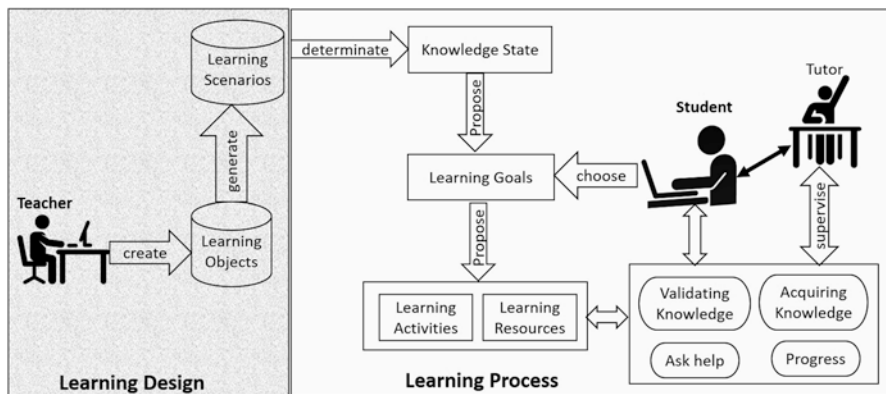 Learning
Scenarios
generate
Teacher
create
Learning
Objects
Learning Design
determinate
Knowledge State
Propose
Learning Goals
choose
Student
Tutor
supervise
Propose
Learning
Activities
Learning
Resources
Validating
Knowledge
Acquiring
Knowledge
Ask help
Progress
Learning Process